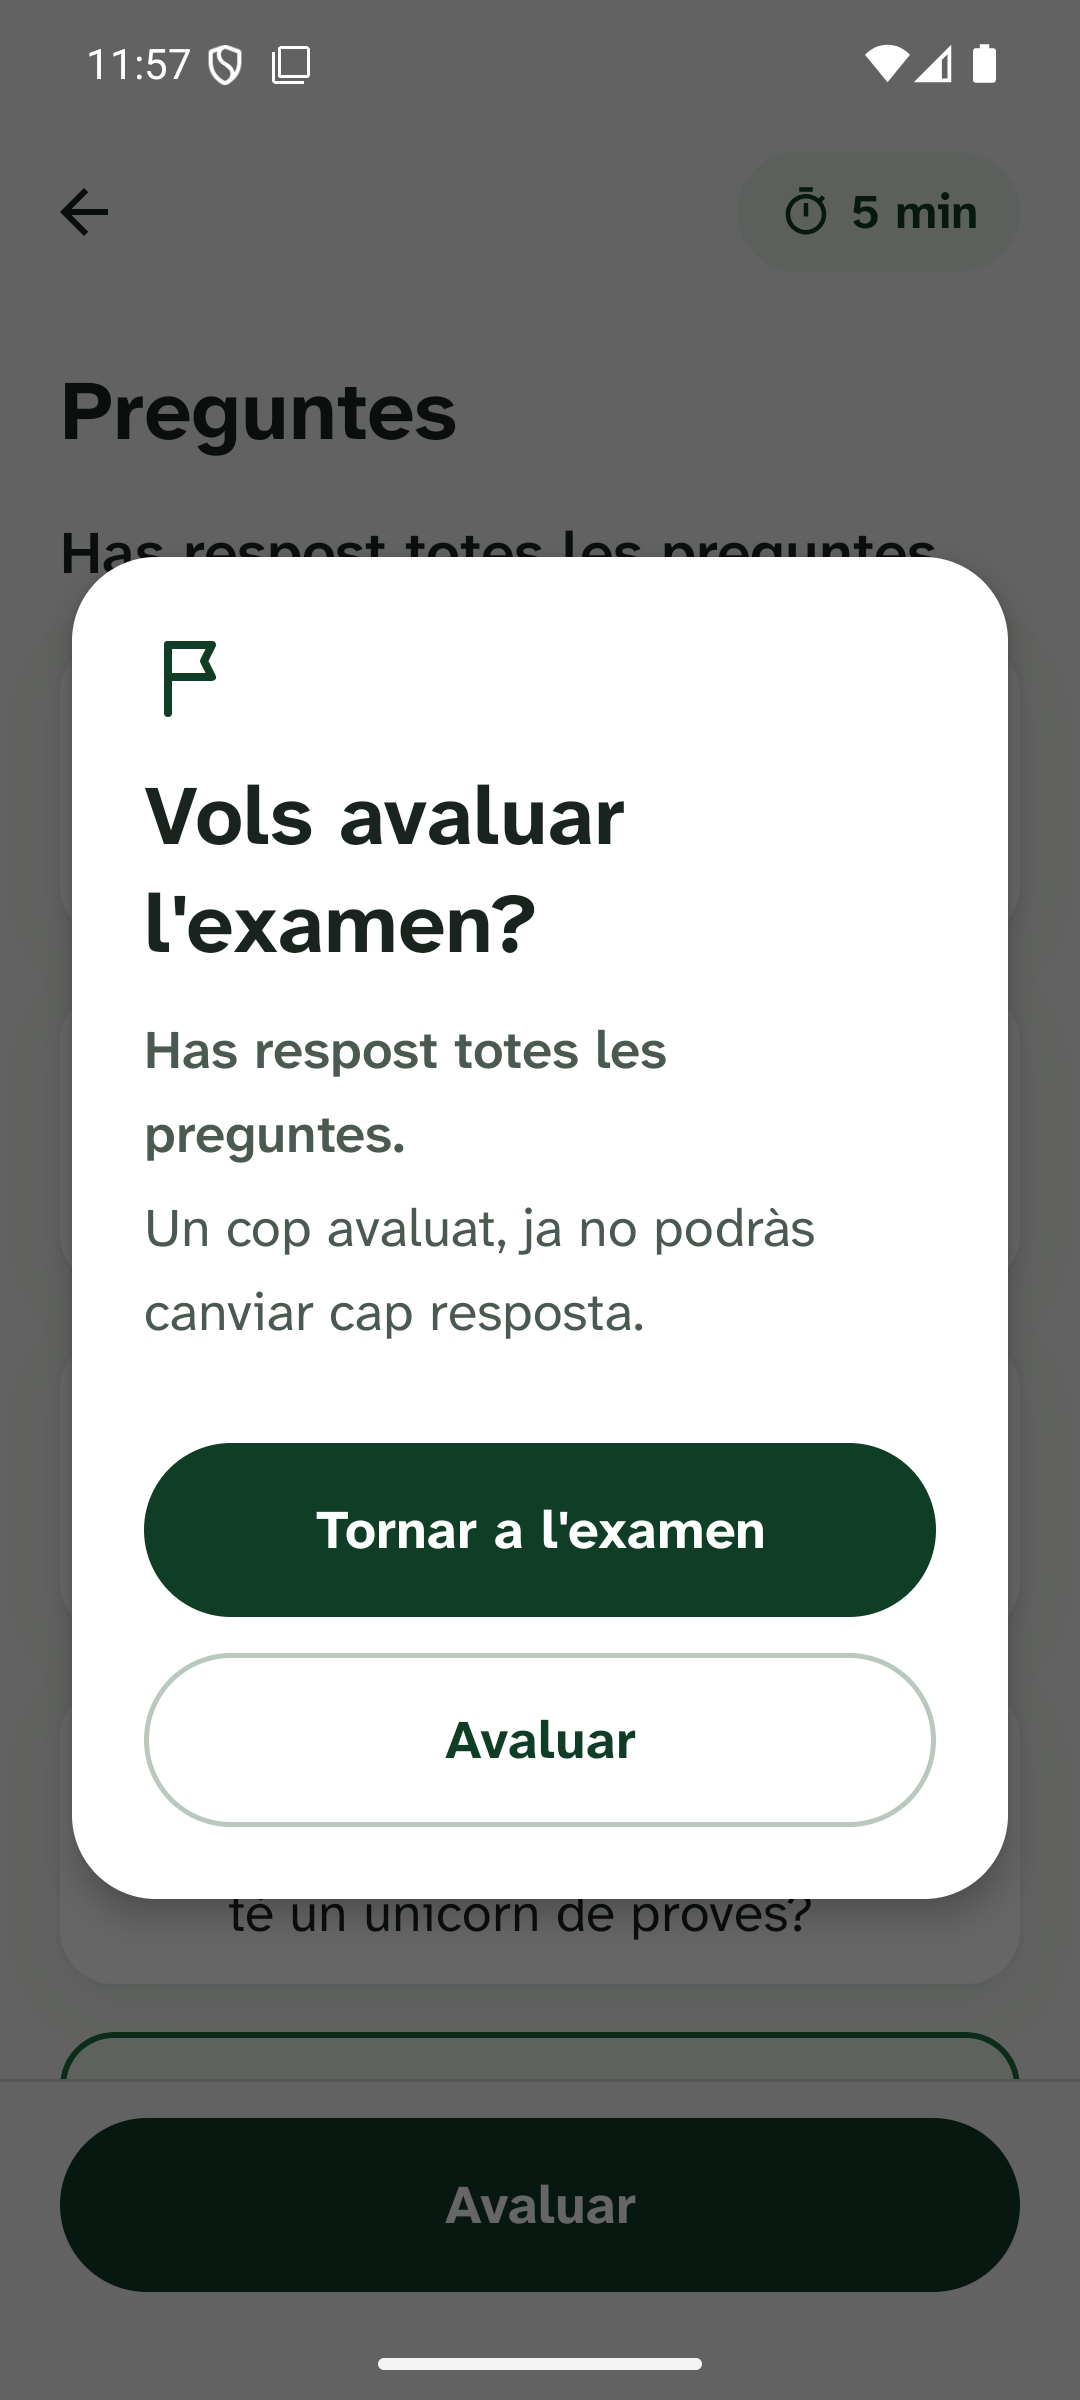 11:57
5 min
Preguntes
Has respost totes les preguntes.
Vols avaluar
l'examen?
Has respost totes les
preguntes.
Un cop avaluat, ja no podràs
canviar cap resposta.
Tornar a l'examen
Avaluar
té un unicorn de proves?
Avaluar